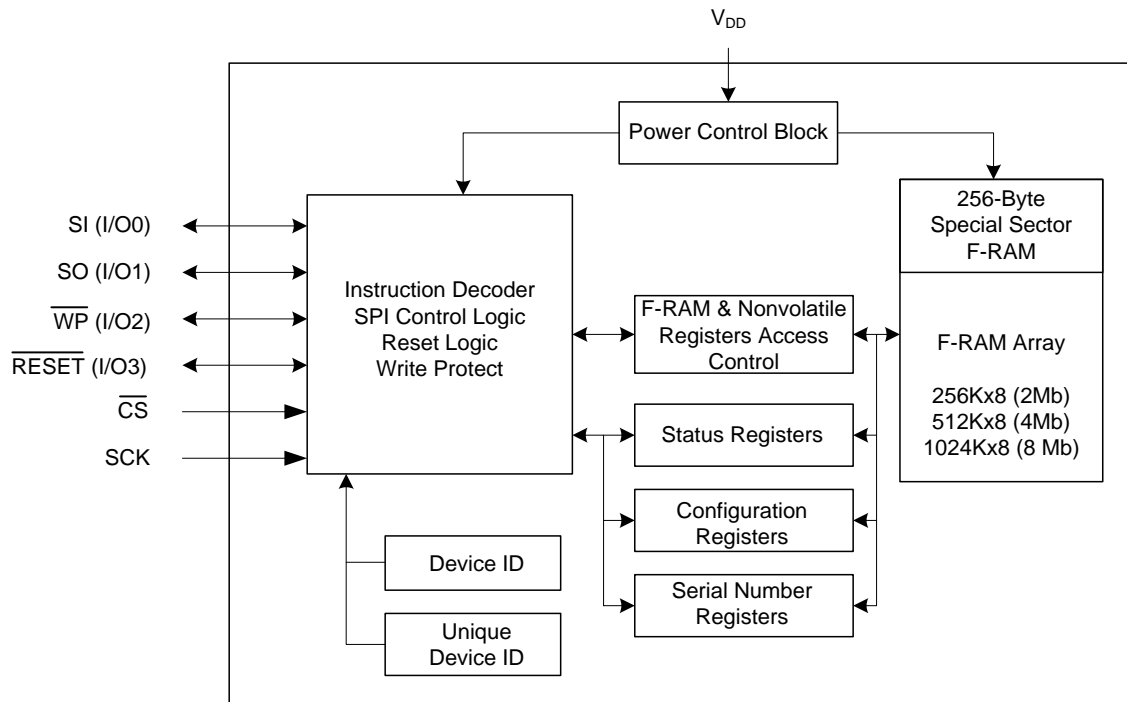 VDD
Power Control Block
256-Byte
Special Sector
F-RAM
SI (I/O0)
SO (I/O1)
WP (I/O2)
RESET (I/O3)
CS
SCK
Instruction Decoder
SPI Control Logic
Reset Logic
Write Protect
F-RAM & Nonvolatile
Registers Access
Control
F-RAM Array
256Kx8 (2Mb)
512Kx8 (4Mb)
1024Kx8 (8 Mb)
Status Registers
Configuration
Registers
Serial Number
Registers
Device ID
Unique
Device ID